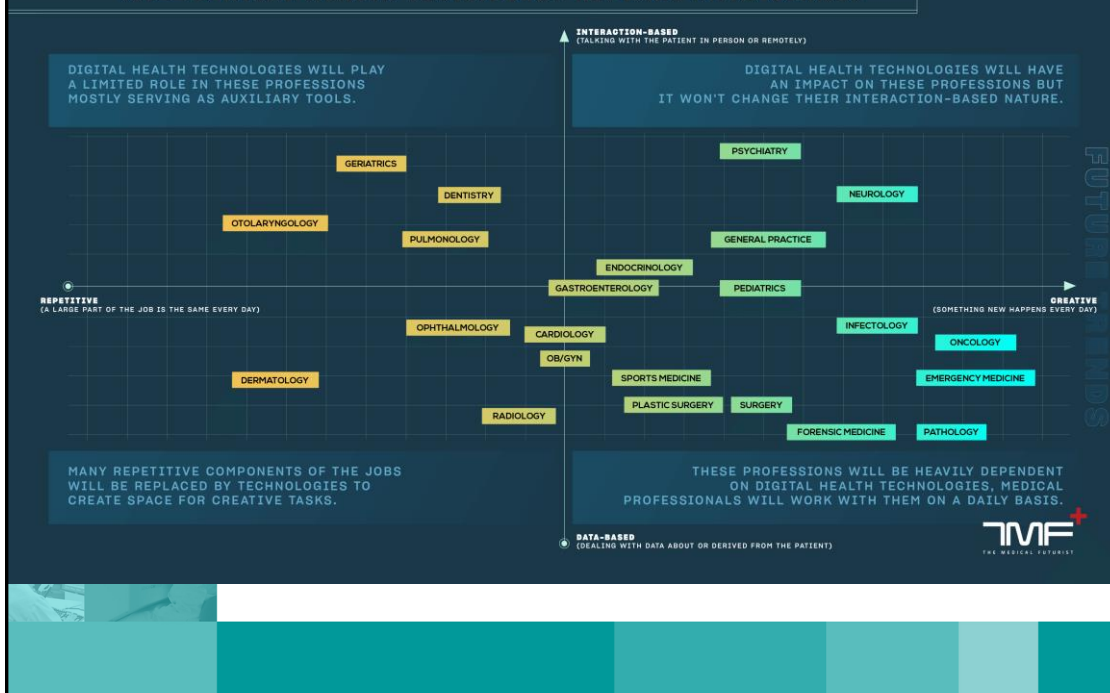 INTERACTION-BASED
(TALKING WITH THE PATIENT IN PERSON OR REMOTELY)
DIGITAL HEALTH TECHNOLOGIES WILL PLAY
A LIMITED ROLE IN THESE PROFESSIONS
MOSTLY SERVING AS AUXILIARY TOOLS.
DIGITAL HEALTH TECHNOLOGIES WILL HAVE
AN IMPACT ON THESE PROFESSIONS BUT
IT WON'T CHANGE THEIR INTERACTION-BASED NATURE.
PSYCHIATRY
GERIATRICS
DENTISTRY
NEUROLOGY
OTOLARYNGOLOGY
PULMONOLOGY
GENERAL PRACTICE
ENDOCRINOLOGY
GASTROENTEROLOGY
PEDIATRICS
REPETITIVE
(A LARGE PART OF THE JOB IS THE SAME EVERY DAY)
CREATIVE
(SOMETHING NEW HAPPENS EVERY DAY)
FUTURE TRENDS
OPHTHALMOLOGY
CARDIOLOGY
INFECTOLOGY
ONCOLOGY
OB/GYN
DERMATOLOGY
SPORTS MEDICINE
EMERGENCY MEDICINE
RADIOLOGY
PLASTIC SURGERY
SURGERY
FORENSIC MEDICINE
PATHOLOGY
MANY REPETITIVE COMPONENTS OF THE JOBS
WILL BE REPLACED BY TECHNOLOGIES TO
CREATE SPACE FOR CREATIVE TASKS.
THESE PROFESSIONS WILL BE HEAVILY DEPENDENT
ON DIGITAL HEALTH TECHNOLOGIES, MEDICAL
PROFESSIONALS WILL WORK WITH THEM ON A DAILY BASIS.
DATA-BASED
(DEALING WITH DATA ABOUT OR DERIVED FROM THE PATIENT)
TMF
THE MEDICAL FUTURIST